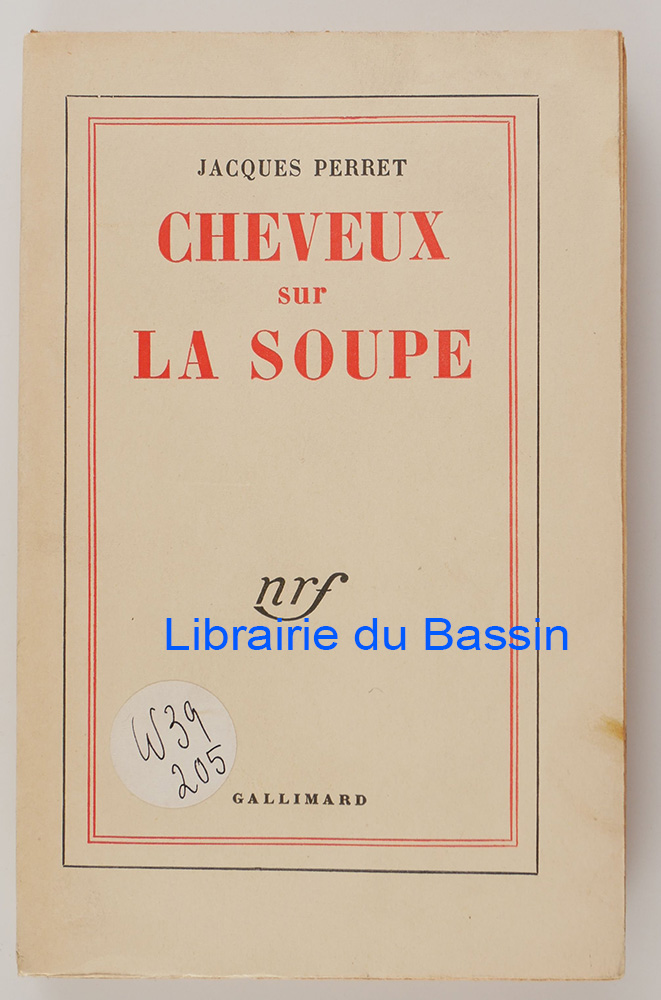 JACQUES PERRET
CHEVEUX
sur
LA SOUPE
nrf
Librairie du Bassin
W39
205
GALLIMARD